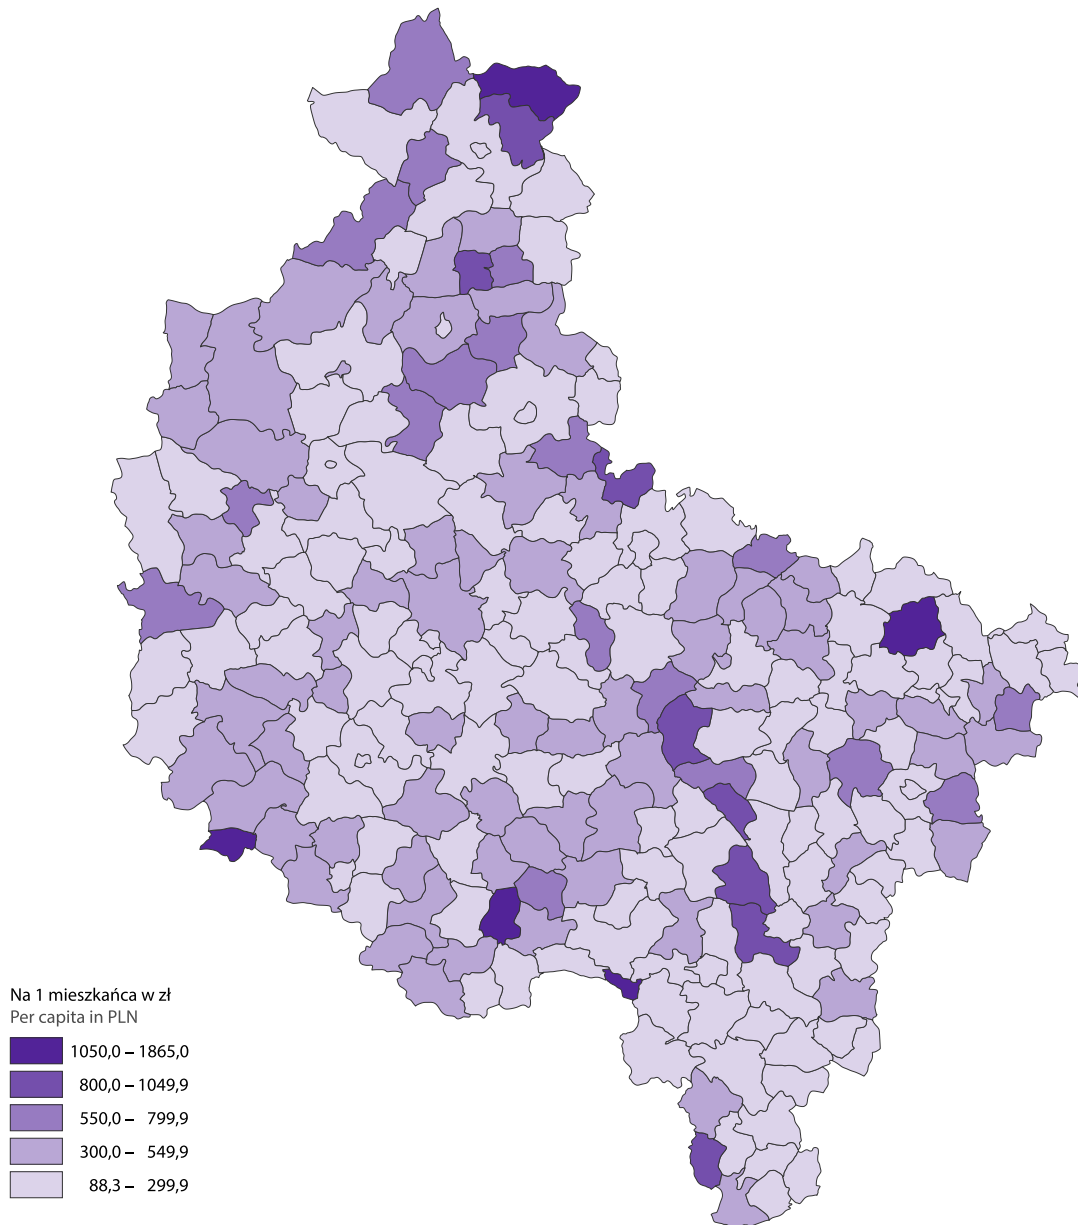 Na 1 mieszkańca w zł
Per capita in PLN
1050,0 – 1865,0
800,0 – 1049,9
550,0 – 799,9
300,0 – 549,9
88,3 – 299,9